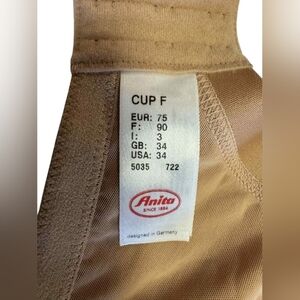 CUP F
EUR: 75
F: 90
I: 3
GB: 34
USA: 34
5035 722
Anita
SINCE 1886
designed in Germany